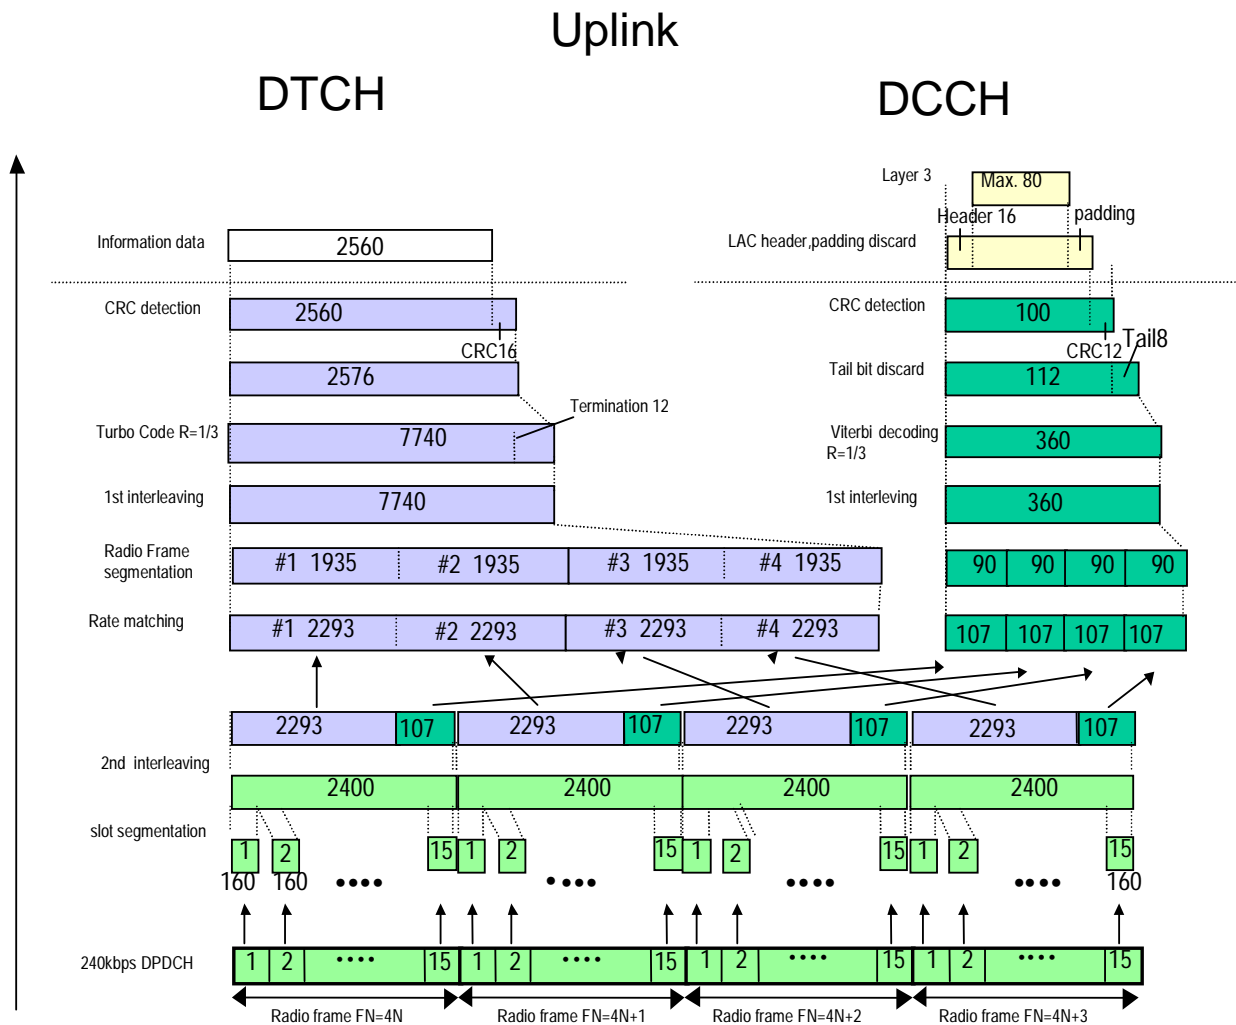 Uplink
DTCH
DCCH
Layer 3
Max. 80
Header 16
padding
Information data
2560
LAC header,padding discard
CRC detection
2560
CRC16
CRC detection
100
CRC12
Tail8
2576
Tail bit discard
112
Termination 12
Turbo Code R=1/3
7740
Viterbi decoding
R=1/3
360
1st interleaving
7740
1st interleving
360
Radio Frame
segmentation
#1 1935
#2 1935
#3 1935
#4 1935
90
90
90
90
Rate matching
#1 2293
#2 2293
#3 2293
#4 2293
107
107
107
107
2293
107
2293
107
2293
107
2293
107
2nd interleaving
2400
2400
2400
2400
slot segmentation
1
2
15
1
2
15
1
2
15
1
2
15
160
160
••••
••••
••••
••••
160
240kbps DPDCH
1
2
••••
15
1
2
••••
15
1
2
••••
15
1
2
••••
15
Radio frame FN=4N
Radio frame FN=4N+1
Radio frame FN=4N+2
Radio frame FN=4N+3